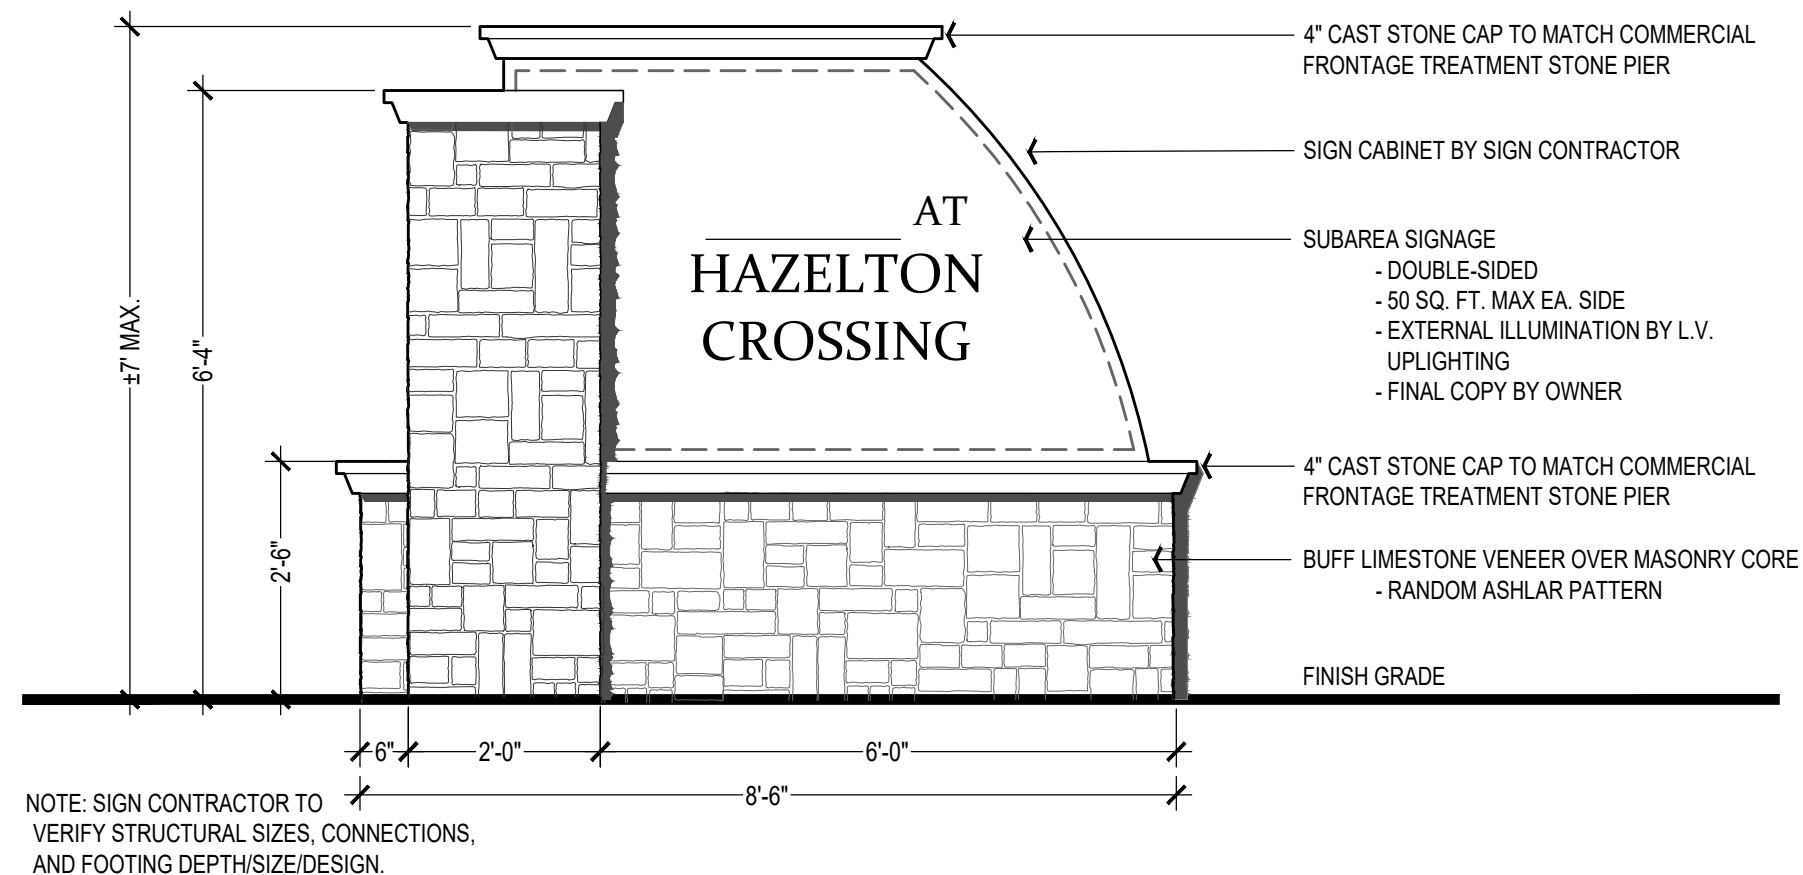 4" CAST STONE CAP TO MATCH COMMERCIAL
FRONTAGE TREATMENT STONE PIER
SIGN CABINET BY SIGN CONTRACTOR
SUBAREA SIGNAGE
- DOUBLE-SIDED
- 50 SQ. FT. MAX EA. SIDE
- EXTERNAL ILLUMINATION BY L.V.
UPLIGHTING
- FINAL COPY BY OWNER
4" CAST STONE CAP TO MATCH COMMERCIAL
FRONTAGE TREATMENT STONE PIER
BUFF LIMESTONE VENEER OVER MASONRY CORE
- RANDOM ASHLAR PATTERN
FINISH GRADE
AT
HAZELTON
CROSSING
±7' MAX.
6'-4"
2'-6"
6"
2'-0"
6'-0"
8'-6"
NOTE: SIGN CONTRACTOR TO
VERIFY STRUCTURAL SIZES, CONNECTIONS,
AND FOOTING DEPTH/SIZE/DESIGN.